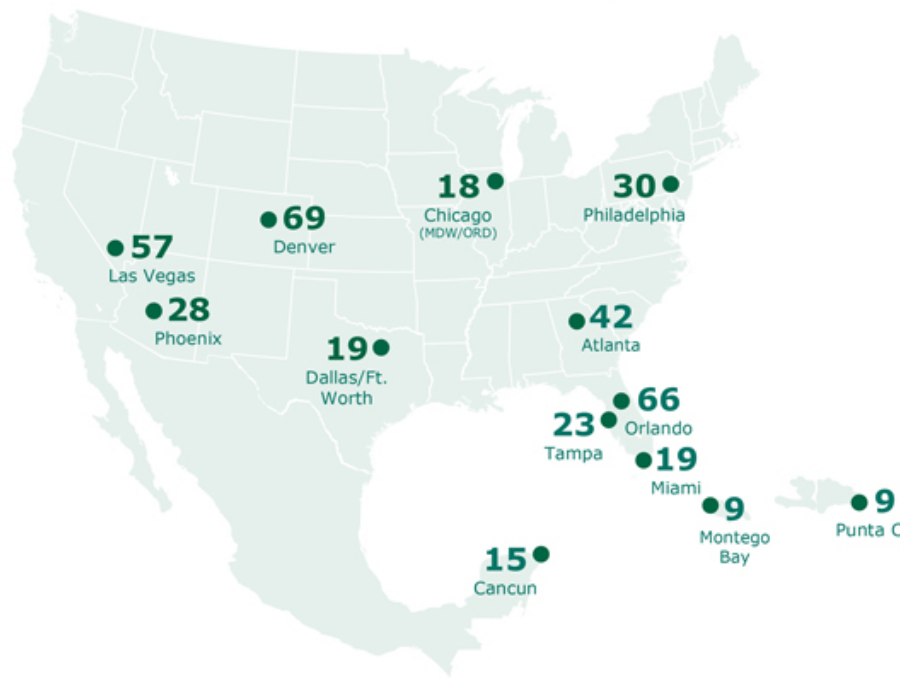 18
Chicago
(MDW/ORD)
30
Philadelphia
69
Denver
57
Las Vegas
28
Phoenix
19
Dallas/Ft.
Worth
42
Atlanta
66
Orlando
23
Tampa
19
Miami
9
Montego
Bay
9
Punta
15
Cancun